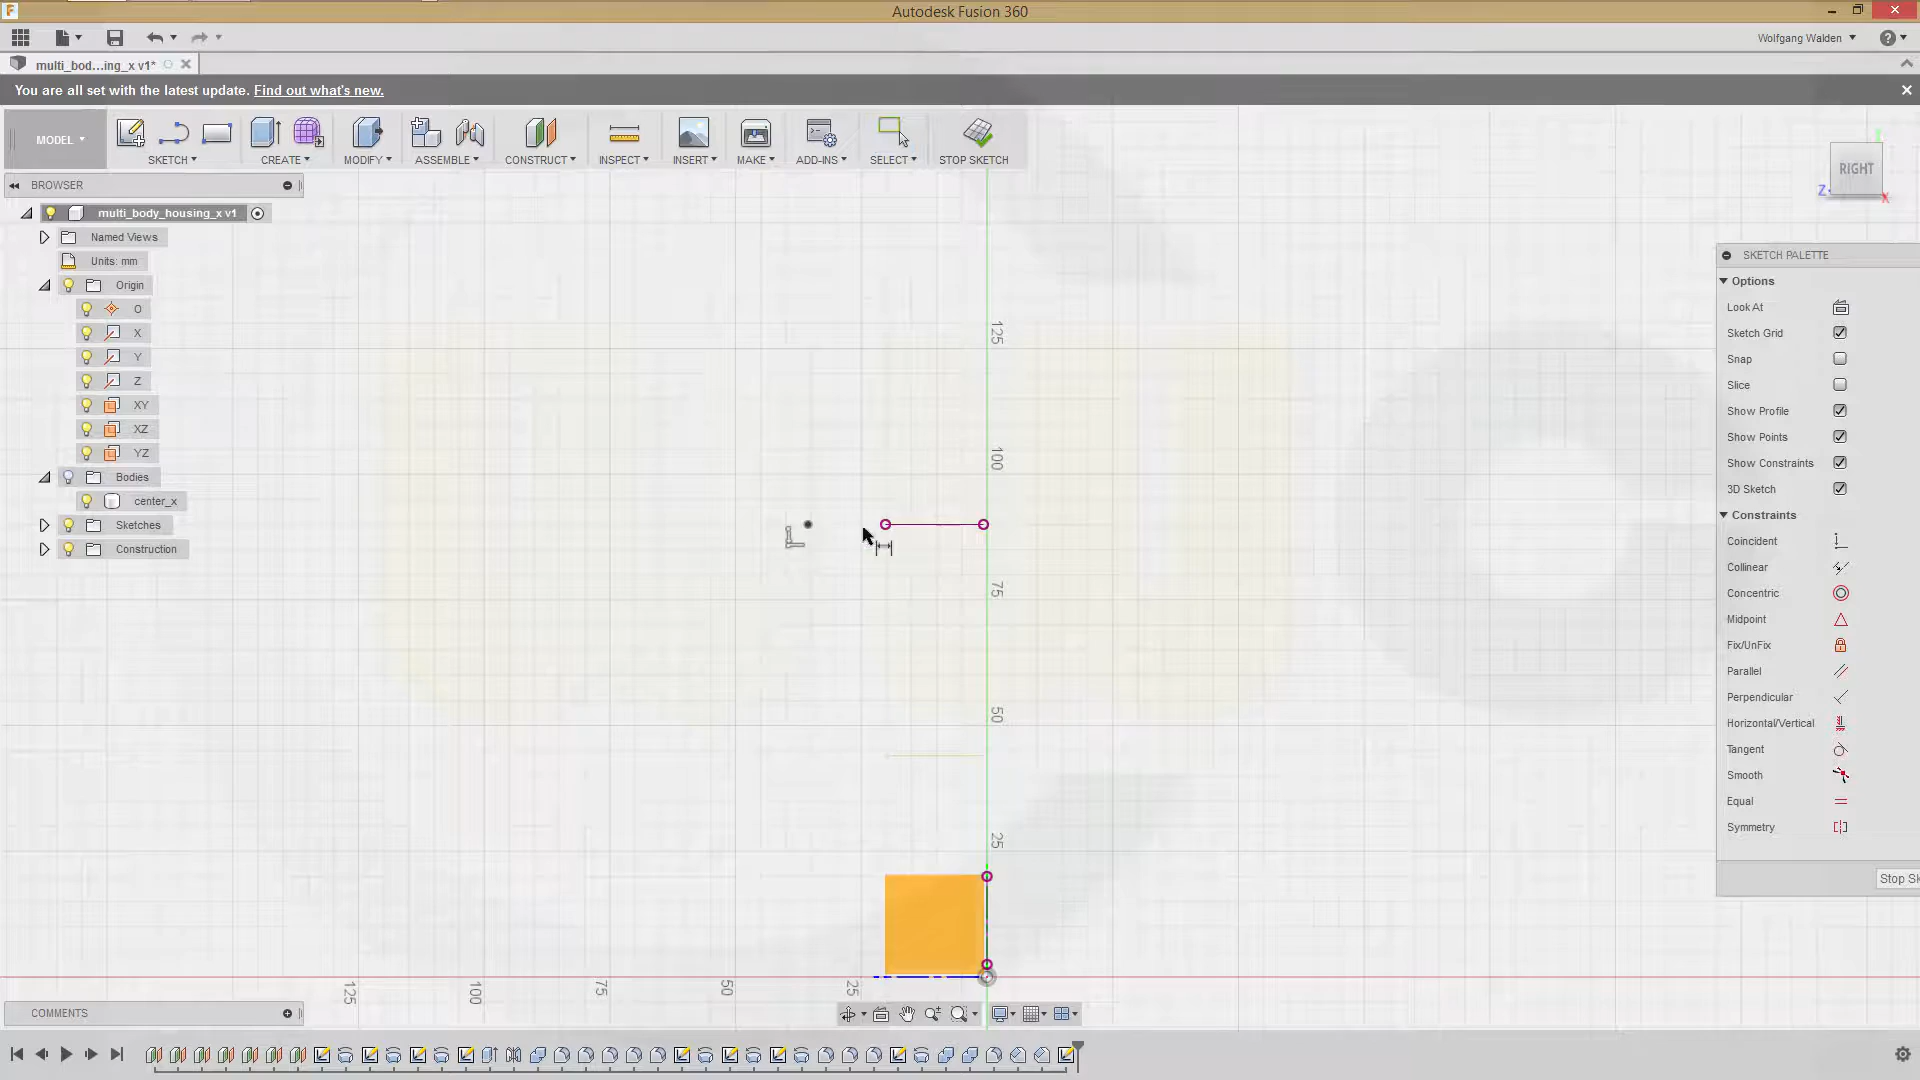 Autodesk Fusion 360
Wolfgang Walden
multi_bod...ing_x v1*
You are all set with the latest update. Find out what's new.
MODEL
SKETCH
CREATE
MODIFY
ASSEMBLE
CONSTRUCT
INSPECT
INSERT
MAKE
ADD-INS
SELECT
STOP SKETCH
RIGHT
Z
X
BROWSER
multi_body_housing_x v1
Named Views
Units: mm
Origin
O
X
Y
Z
XY
XZ
YZ
Bodies
center_x
Sketches
Construction
125
100
75
50
25
125
100
75
50
25
SKETCH PALETTE
Options
Look At
Sketch Grid
Snap
Slice
Show Profile
Show Points
Show Constraints
3D Sketch
Constraints
Coincident
Collinear
Concentric
Midpoint
Fix/UnFix
Parallel
Perpendicular
Horizontal/Vertical
Tangent
Smooth
Equal
Symmetry
Stop Sk
COMMENTS